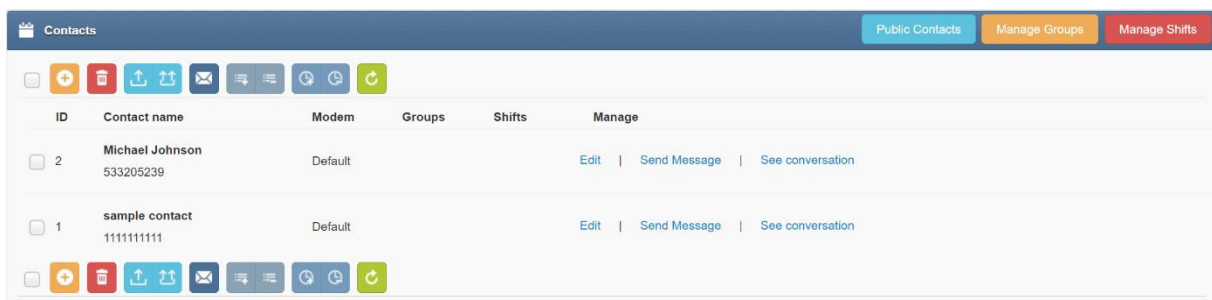 Contacts Public Contacts Manage Groups Manage Shifts
ID Contact name Modem Groups Shifts Manage
Michael Johnson
2 Default Edit | Send Message | See conversation
533205239
sample contact
1 Default Edit | Send Message | See conversation
1111111111